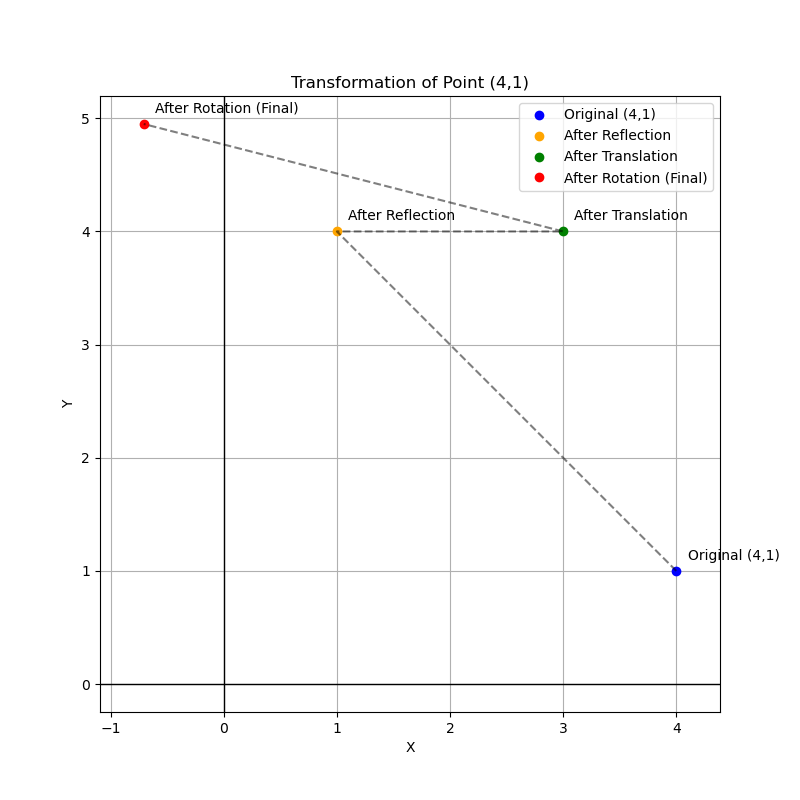 Transformation of Point (4,1)
After Rotation (Final)
Original (4,1)
After Reflection
After Translation
After Rotation (Final)
After Reflection
After Translation
Original (4,1)
5
4
3
2
1
0
Y
−1 0 1 2 3 4
X